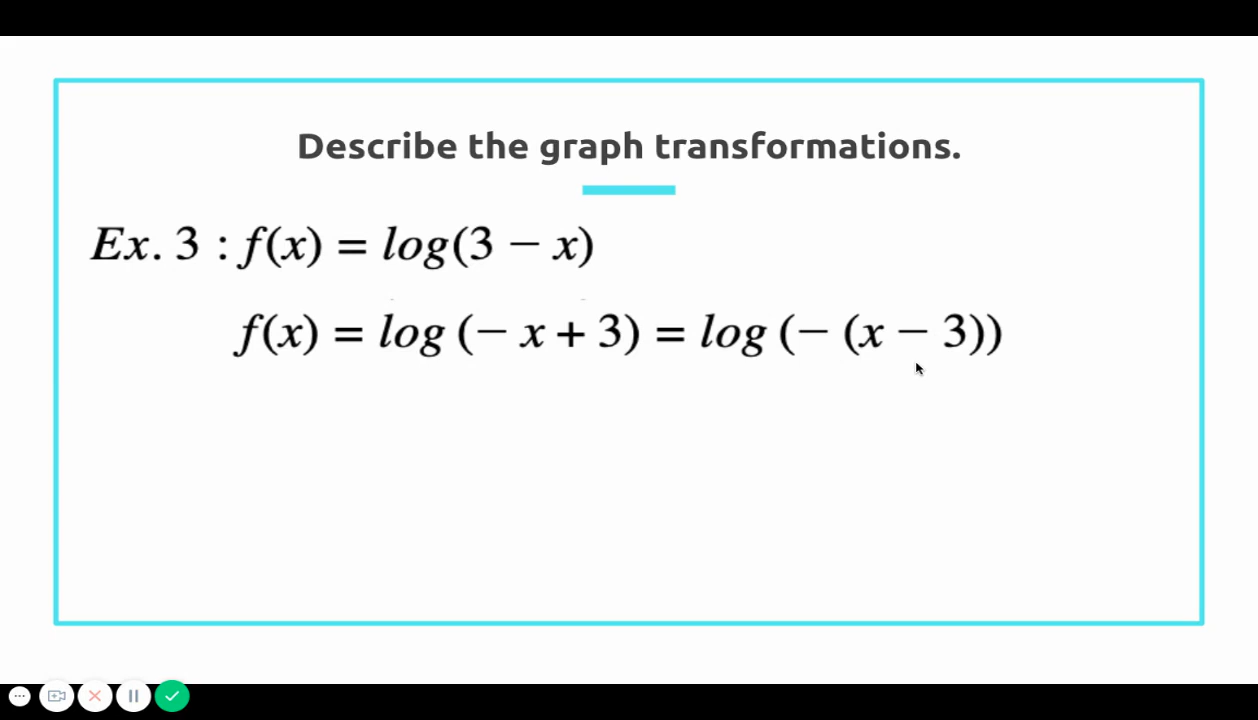 Describe the graph transformations.
Ex. 3 : f(x) = log(3 − x)
f(x) = log (− x + 3) = log (− (x − 3))